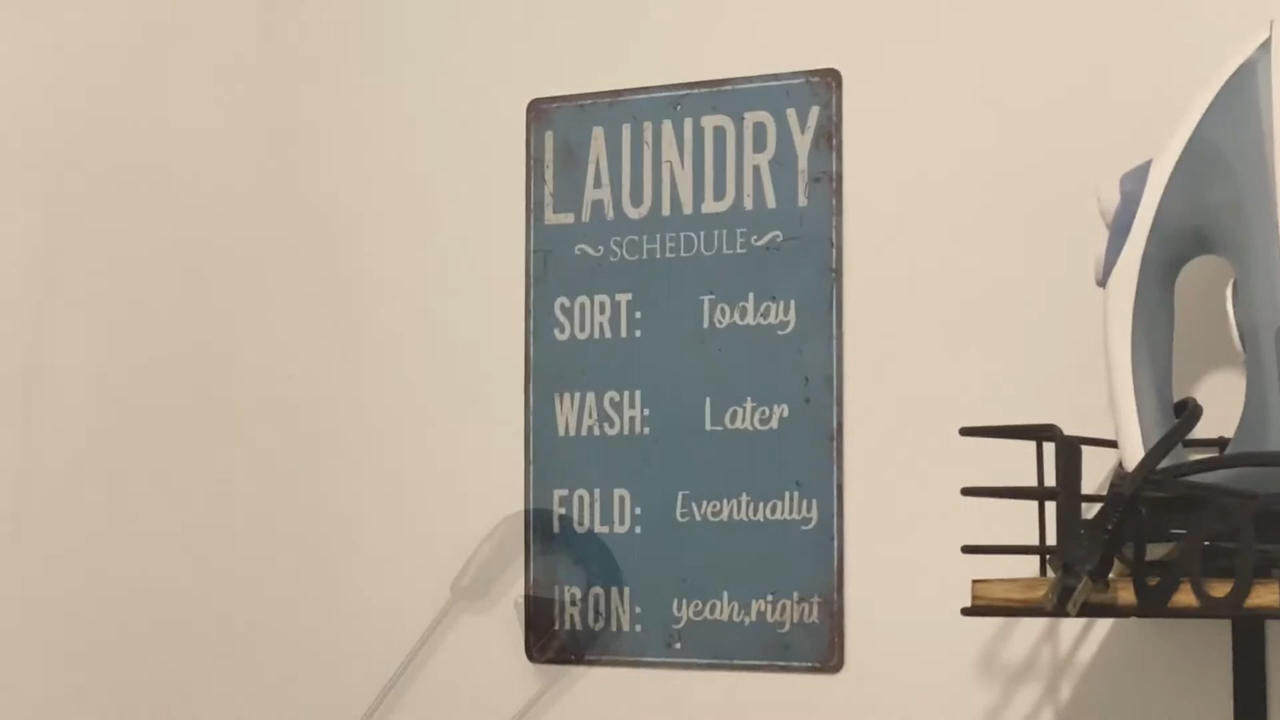 LAUNDRY
SCHEDULE
SORT: Today
WASH: Later
FOLD: Eventually
IRON: yeah,right